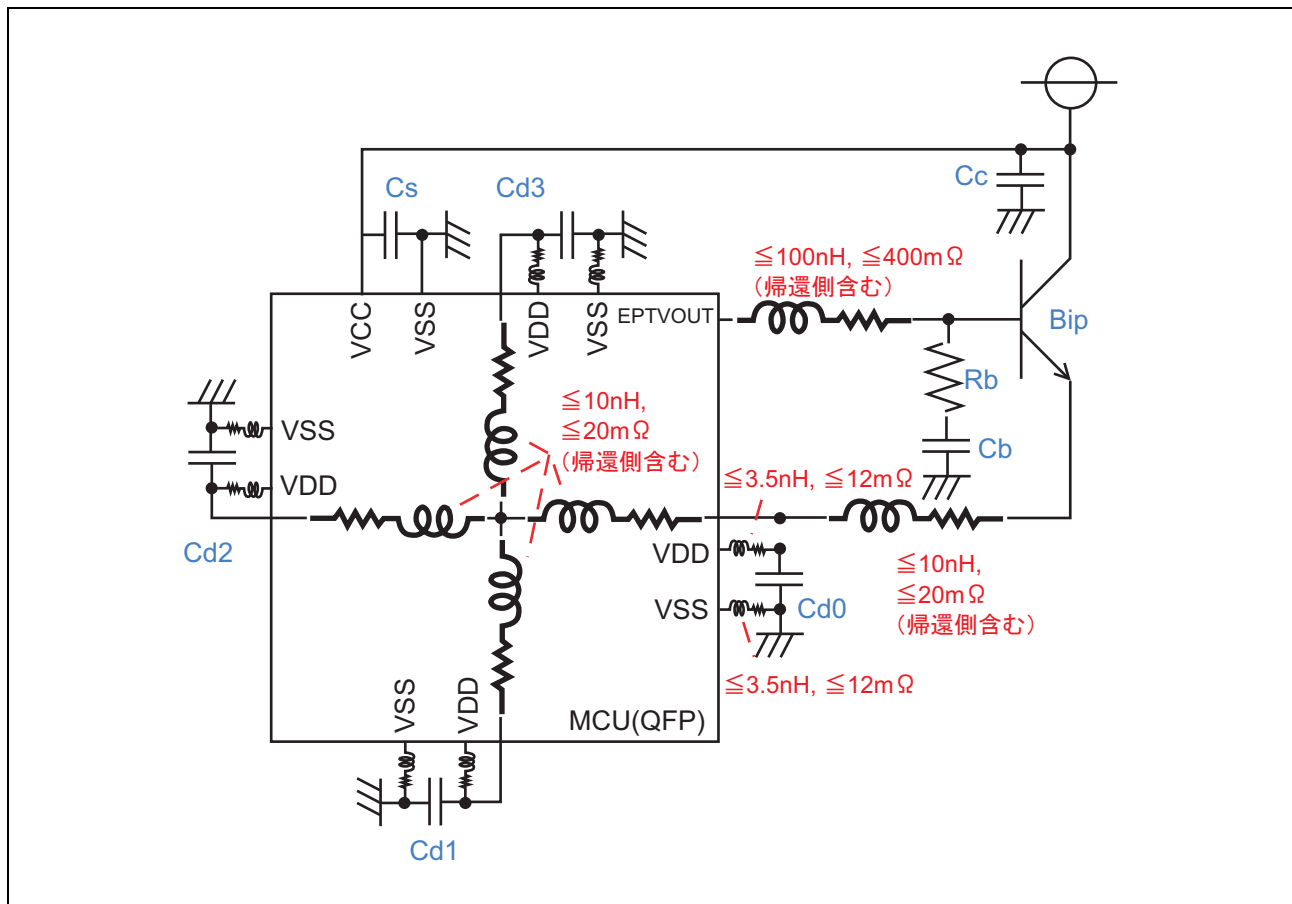 Cs
Cd3
Cc
≦100nH, ≦400mΩ
(帰還側含む)
VCC
VSS
VDD
VSS
EPTVOUT
Bip
Rb
Cb
≦10nH,
≦20mΩ
(帰還側含む)
VSS
VDD
Cd2
≦3.5nH, ≦12mΩ
VDD
VSS
Cd0
≦10nH,
≦20mΩ
(帰還側含む)
≦3.5nH, ≦12mΩ
VSS
VDD
MCU(QFP)
Cd1